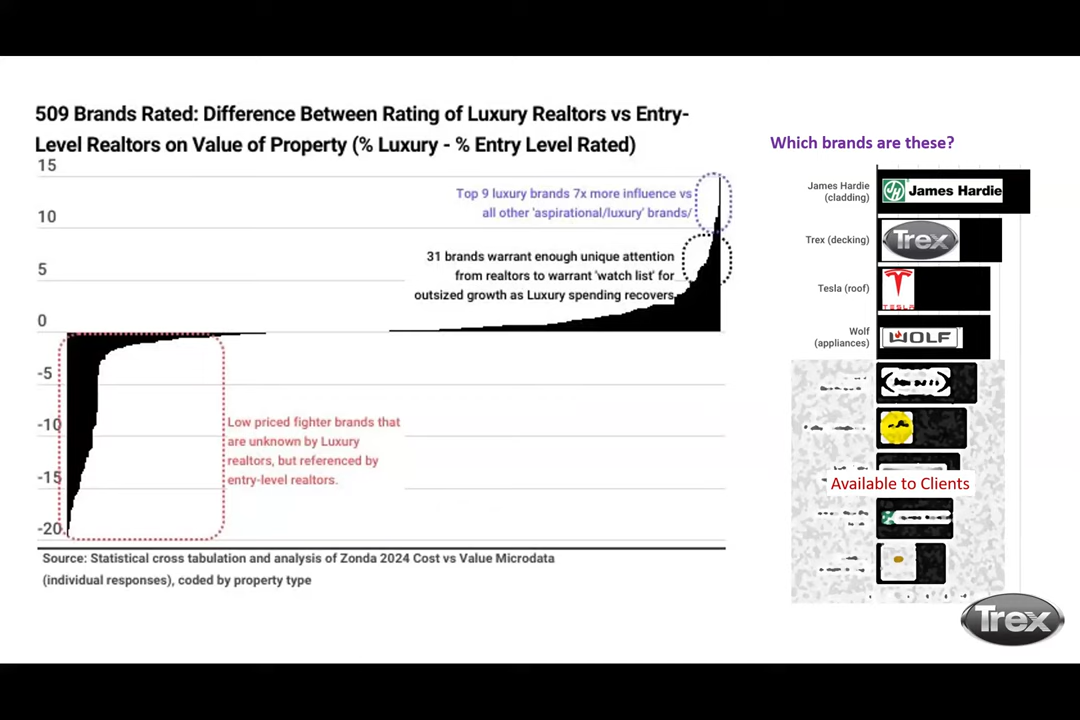 509 Brands Rated: Difference Between Rating of Luxury Realtors vs Entry-
Level Realtors on Value of Property (% Luxury - % Entry Level Rated)
15
10
5
0
-5
-10
-15
-20
Top 9 luxury brands 7x more influence vs
all other 'aspirational/luxury' brands/
31 brands warrant enough unique attention
from realtors to warrant 'watch list' for
outsized growth as Luxury spending recovers
Low priced fighter brands that
are unknown by Luxury
realtors, but referenced by
entry-level realtors.
Source: Statistical cross tabulation and analysis of Zonda 2024 Cost vs Value Microdata
(individual responses), coded by property type
Which brands are these?
James Hardie
(cladding)
JH James Hardie
Trex (decking)
Trex
Tesla (roof)
TESLA
Wolf
(appliances)
WOLF
Available to Clients
Trex